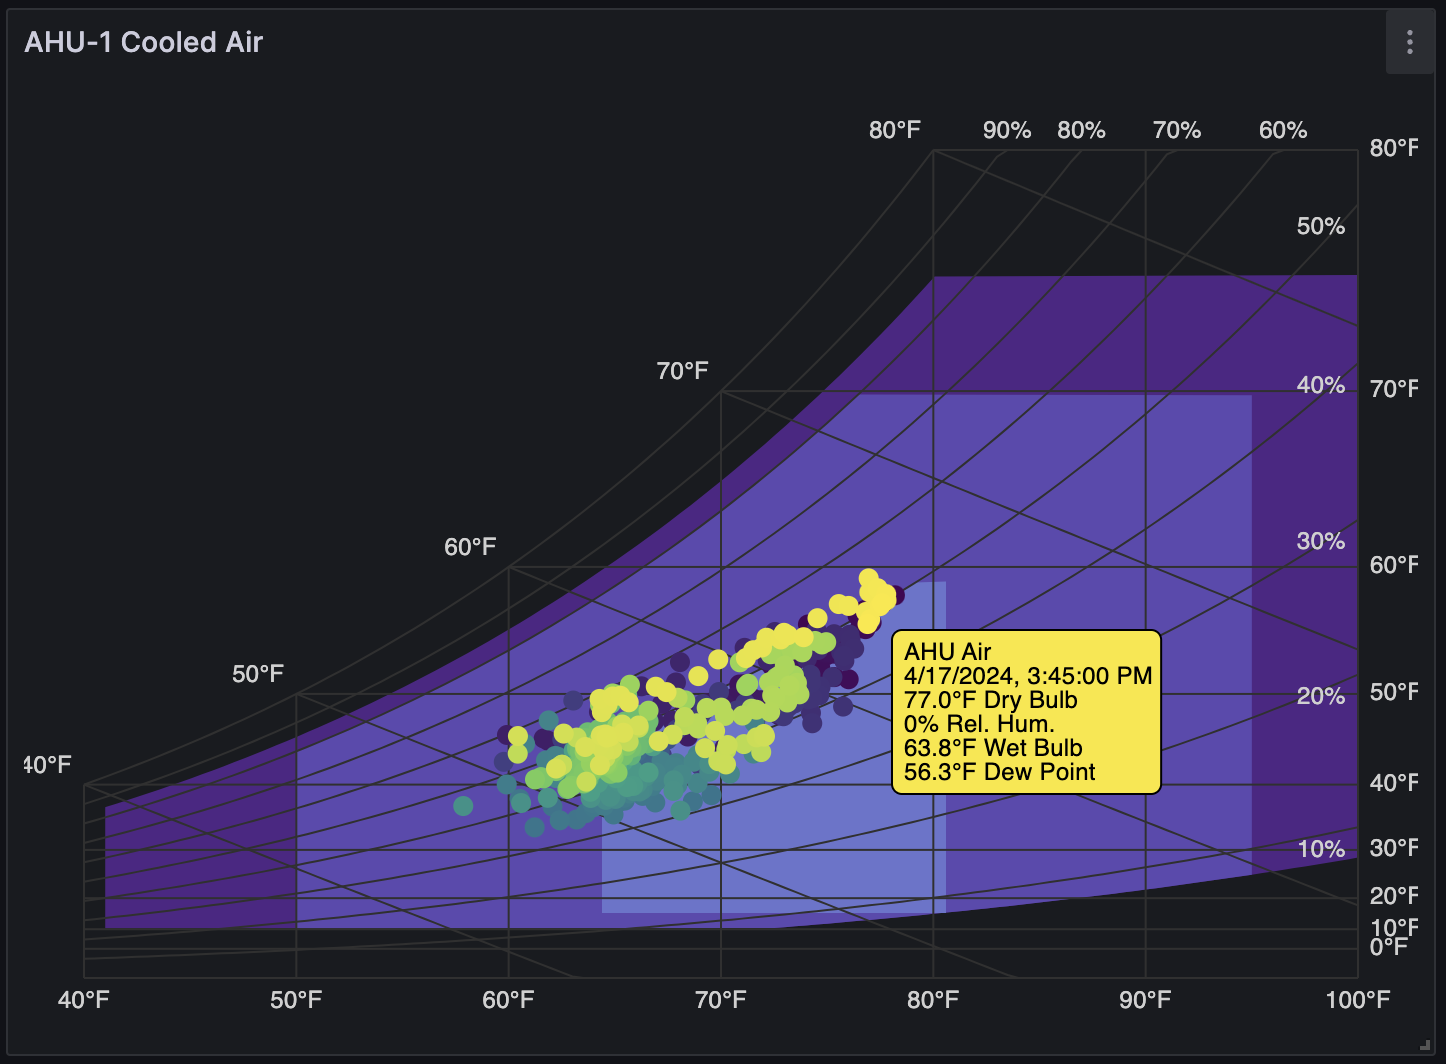 AHU-1 Cooled Air
80°F 90% 80% 70% 60%
80°F
50%
70°F
40% 70°F
60°F
30% 60°F
AHU Air
4/17/2024, 3:45:00 PM
77.0°F Dry Bulb
0% Rel. Hum.
63.8°F Wet Bulb
56.3°F Dew Point
50°F
20% 50°F
40°F
40°F
10% 30°F
20°F
10°F
0°F
40°F 50°F 60°F 70°F 80°F 90°F 100°F